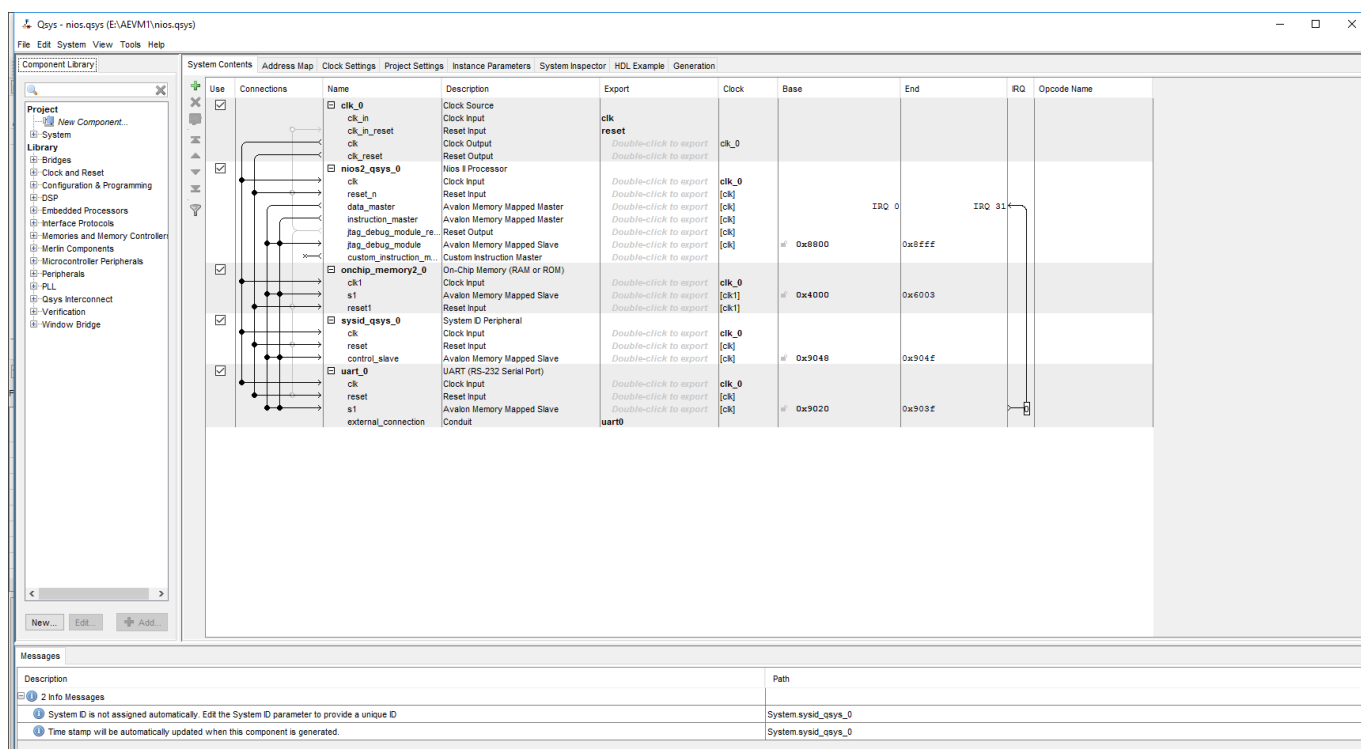 Qsys - nios.qsys (E:\AEVM1\nios.qsys)
File Edit System View Tools Help
Component Library
Project
New Component...
System
Library
Bridges
Clock and Reset
Configuration & Programming
DSP
Embedded Processors
Interface Protocols
Memories and Memory Controller
Merlin Components
Microcontroller Peripherals
Peripherals
PLL
Qsys Interconnect
Verification
Window Bridge
New... Edit... Add...
System Contents Address Map Clock Settings Project Settings Instance Parameters System Inspector HDL Example Generation
Use Connections Name Description Export Clock Base End IRQ Opcode Name
clk_0 Clock Source
clk_in Clock Input clk
clk_in_reset Reset Input reset
clk Clock Output Double-click to export clk_0
clk_reset Reset Output Double-click to export
nios2_qsys_0 Nios II Processor
clk Clock Input Double-click to export clk_0
reset_n Reset Input Double-click to export [clk]
data_master Avalon Memory Mapped Master Double-click to export [clk] IRQ 0 IRQ 31
instruction_master Avalon Memory Mapped Master Double-click to export [clk]
jtag_debug_module_re... Reset Output Double-click to export [clk]
jtag_debug_module Avalon Memory Mapped Slave Double-click to export [clk] 0x8800 0x8fff
custom_instruction_m... Custom Instruction Master Double-click to export
onchip_memory2_0 On-Chip Memory (RAM or ROM)
clk1 Clock Input Double-click to export clk_0
s1 Avalon Memory Mapped Slave Double-click to export [clk1] 0x4000 0x6003
reset1 Reset Input Double-click to export [clk1]
sysid_qsys_0 System ID Peripheral
clk Clock Input Double-click to export clk_0
reset Reset Input Double-click to export [clk]
control_slave Avalon Memory Mapped Slave Double-click to export [clk] 0x9048 0x904f
uart_0 UART (RS-232 Serial Port)
clk Clock Input Double-click to export clk_0
reset Reset Input Double-click to export [clk]
s1 Avalon Memory Mapped Slave Double-click to export [clk] 0x9020 0x903f 0
external_connection Conduit uart0
Messages
Description Path
2 Info Messages
System ID is not assigned automatically. Edit the System ID parameter to provide a unique ID System.sysid_qsys_0
Time stamp will be automatically updated when this component is generated. System.sysid_qsys_0